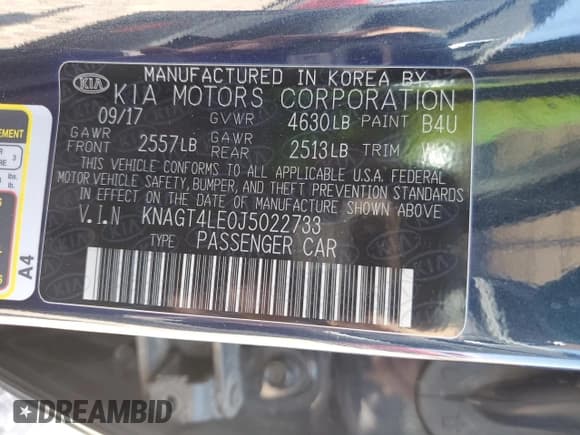 MANUFACTURED IN KOREA BY
KIA KIA MOTORS CORPORATION
09/17 GVWR 4630LB PAINT B4U
GAWR FRONT 2557LB GAWR REAR 2513LB TRIM
THIS VEHICLE CONFORMS TO ALL APPLICABLE U.S.A. FEDERAL
MOTOR VEHICLE SAFETY, BUMPER, AND THEFT PREVENTION STANDARDS
IN EFFECT ON THE DATE OF MANUFACTURE SHOWN ABOVE.
V.I.N KNAGT4LE0J5022733
TYPE PASSENGER CAR
A4
DREAMBID